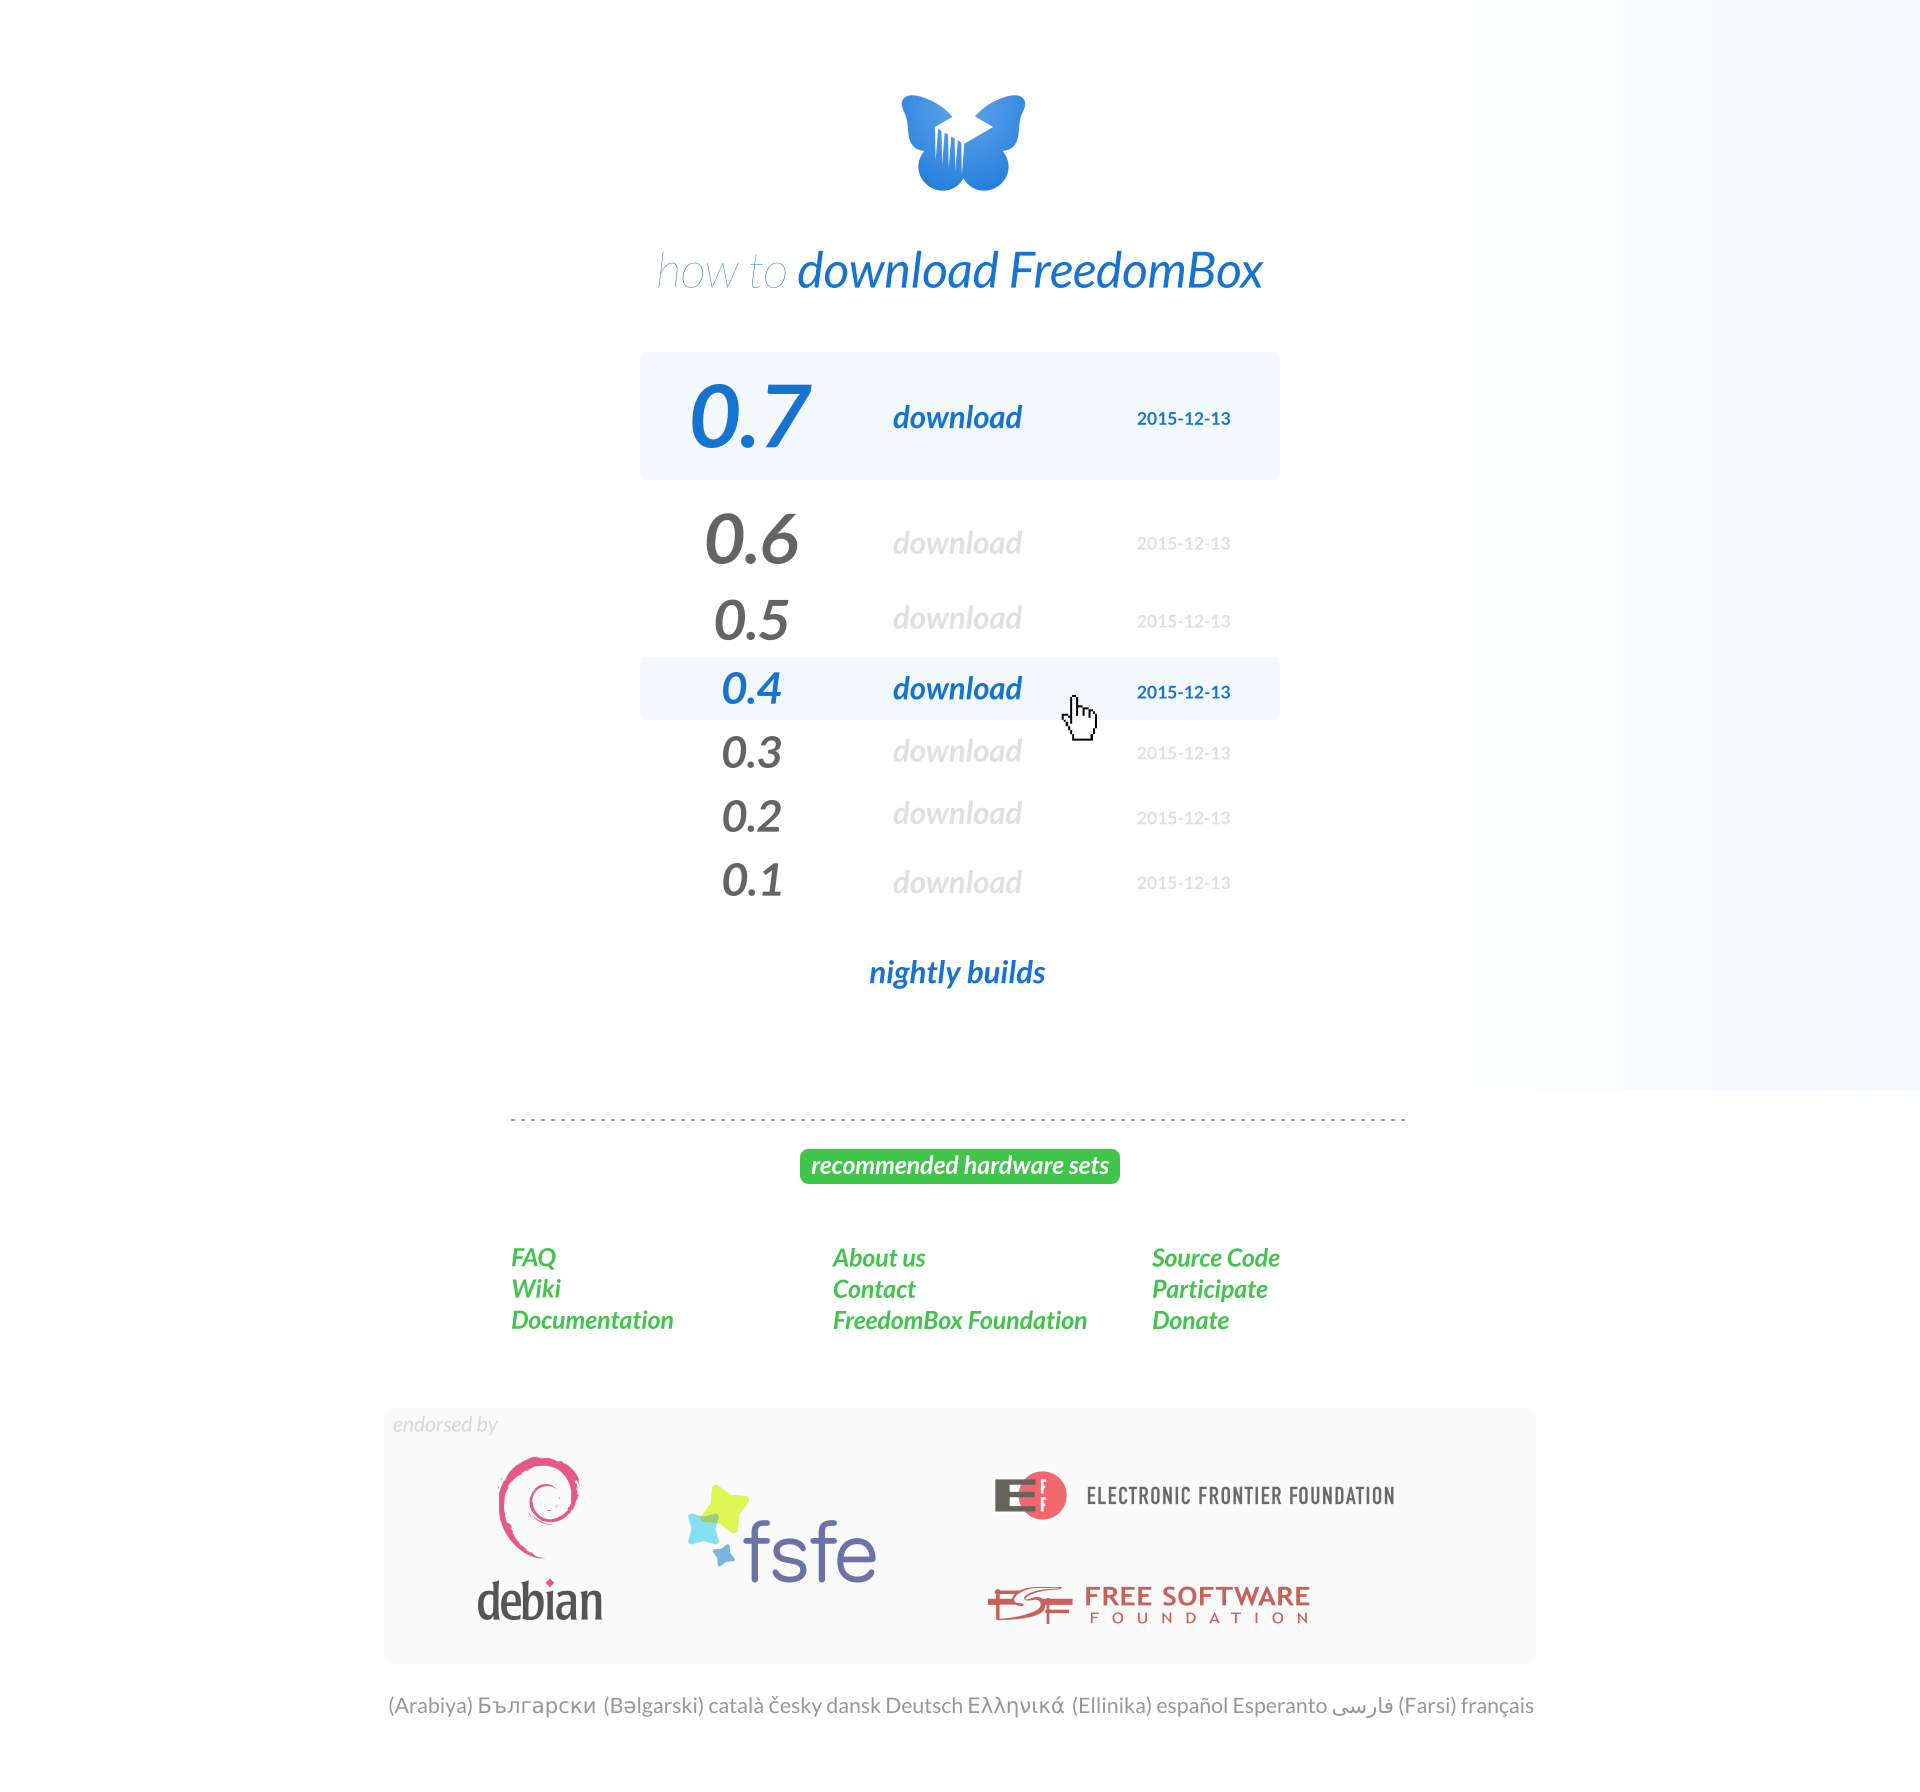 how to download FreedomBox
0.7 download 2015-12-13
0.6 download 2015-12-13
0.5 download 2015-12-13
0.4 download 2015-12-13
0.3 download 2015-12-13
0.2 download 2015-12-13
0.1 download 2015-12-13
nightly builds
recommended hardware sets
FAQ
Wiki
Documentation
About us
Contact
FreedomBox Foundation
Source Code
Participate
Donate
endorsed by
debian
fsfe
EFF ELECTRONIC FRONTIER FOUNDATION
FSF FREE SOFTWARE
FOUNDATION
(Arabiya) Български (Bəlgarski) català česky dansk Deutsch Ελληνικά (Ellinika) español Esperanto فارسی (Farsi) français